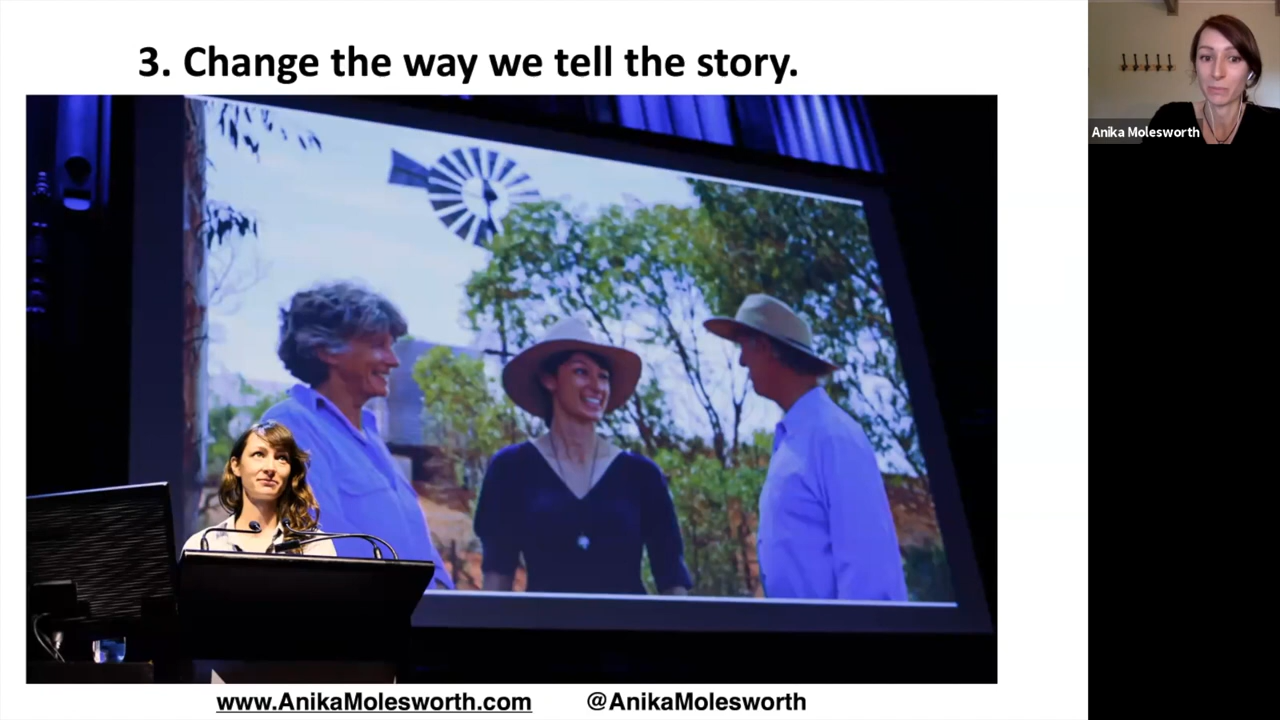 3. Change the way we tell the story.
Anika Molesworth
www.AnikaMolesworth.com @AnikaMolesworth